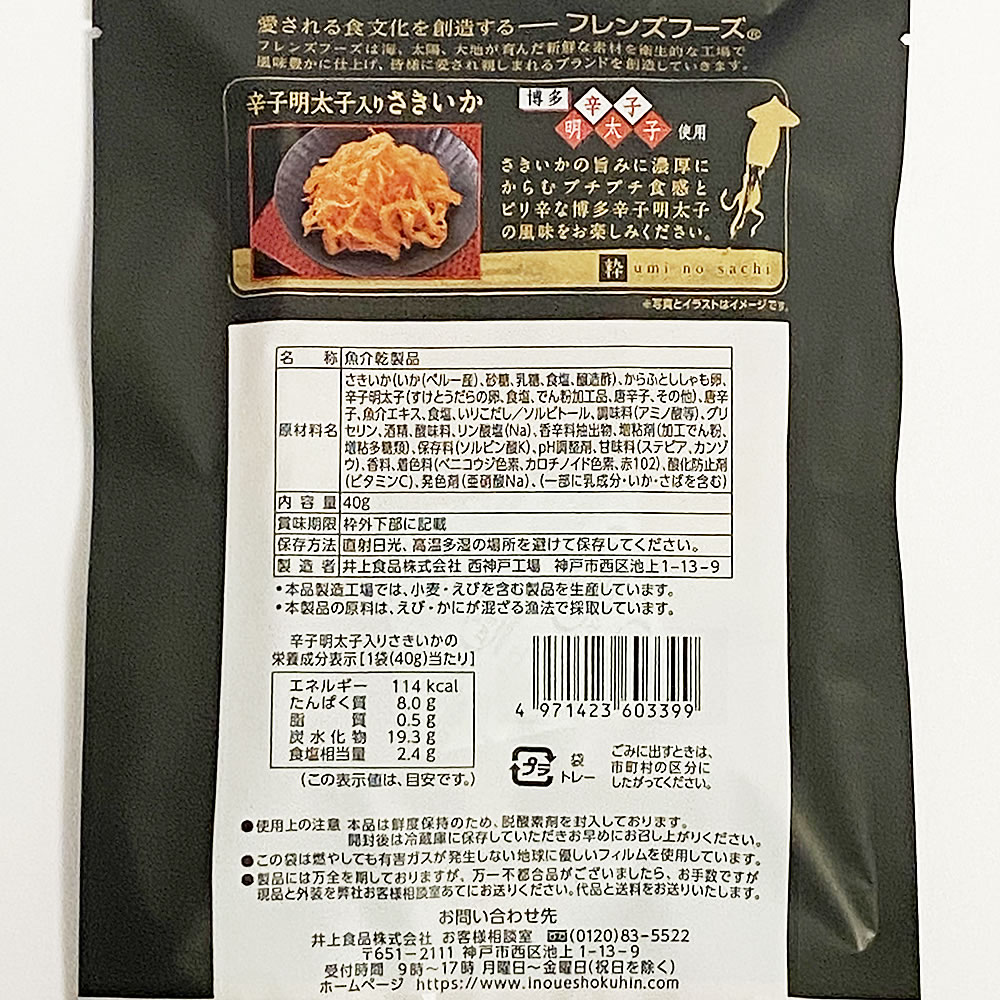 愛される食文化を創造する━フレンズフーズ®
フレンズフーズは海、太陽、大地が育んだ新鮮な素材を衛生的な工場で
風味豊かに仕上げ、皆様に愛され親しまれるブランドを創造していきます。
辛子明太子入りさきいか
博多 辛子明太子 使用
さきいかの旨みに濃厚に
からむプチプチ食感と
ピリ辛な博多辛子明太子
の風味をお楽しみください。
粋 umi no sachi
※写真とイラストはイメージです。
名称 魚介乾製品
原材料名 さきいか(いか(ペルー産)、砂糖、乳糖、食塩、醸造酢)、からふとししゃも卵、
辛子明太子(すけとうだらの卵、食塩、でん粉加工品、唐辛子、その他)、唐辛
子、魚介エキス、食塩、いりこだし/ソルビトール、調味料(アミノ酸等)、グリ
セリン、酒精、酸味料、リン酸塩(Na)、香辛料抽出物、増粘剤(加工でん粉、
増粘多糖類)、保存料(ソルビン酸K)、pH調整剤、甘味料(ステビア、カンゾ
ウ)、香料、着色料(ベニコウジ色素、カロチノイド色素、赤102)、酸化防止剤
(ビタミンC)、発色剤(亜硝酸Na)、(一部に乳成分・いか・さばを含む)
内容量 40g
賞味期限 枠外下部に記載
保存方法 直射日光、高温多湿の場所を避けて保存してください。
製造者 井上食品株式会社 西神戸工場 神戸市西区池上1-13-9
・本品製造工場では、小麦・えびを含む製品を生産しています。
・本製品の原料は、えび・かにが混ざる漁法で採取しています。
辛子明太子入りさきいかの
栄養成分表示[1袋(40g)当たり]
エネルギー 114kcal
たんぱく質 8.0g
脂質 0.5g
炭水化物 19.3g
食塩相当量 2.4g
(この表示値は、目安です。)
4 971423 603399
プラ 袋 トレー
ごみに出すときは、
市町村の区分に
したがってください。
●使用上の注意 本品は鮮度保持のため、脱酸素剤を封入しております。
開封後は冷蔵庫に保存していただきお早めにお召し上がりください。
●この袋は燃やしても有害ガスが発生しない地球に優しいフィルムを使用しています。
●製品には万全を期しておりますが、万一不都合品がございましたら、お手数ですが
現品と外装を弊社お客様相談室あてにお送りください。代品と送料をお送りいたします。
お問い合わせ先
井上食品株式会社 お客様相談室 (0120)83-5522
〒651-2111 神戸市西区池上1-13-9
受付時間 9時〜17時 月曜日〜金曜日(祝日を除く)
ホームページ https://www.inoueshokuhin.com